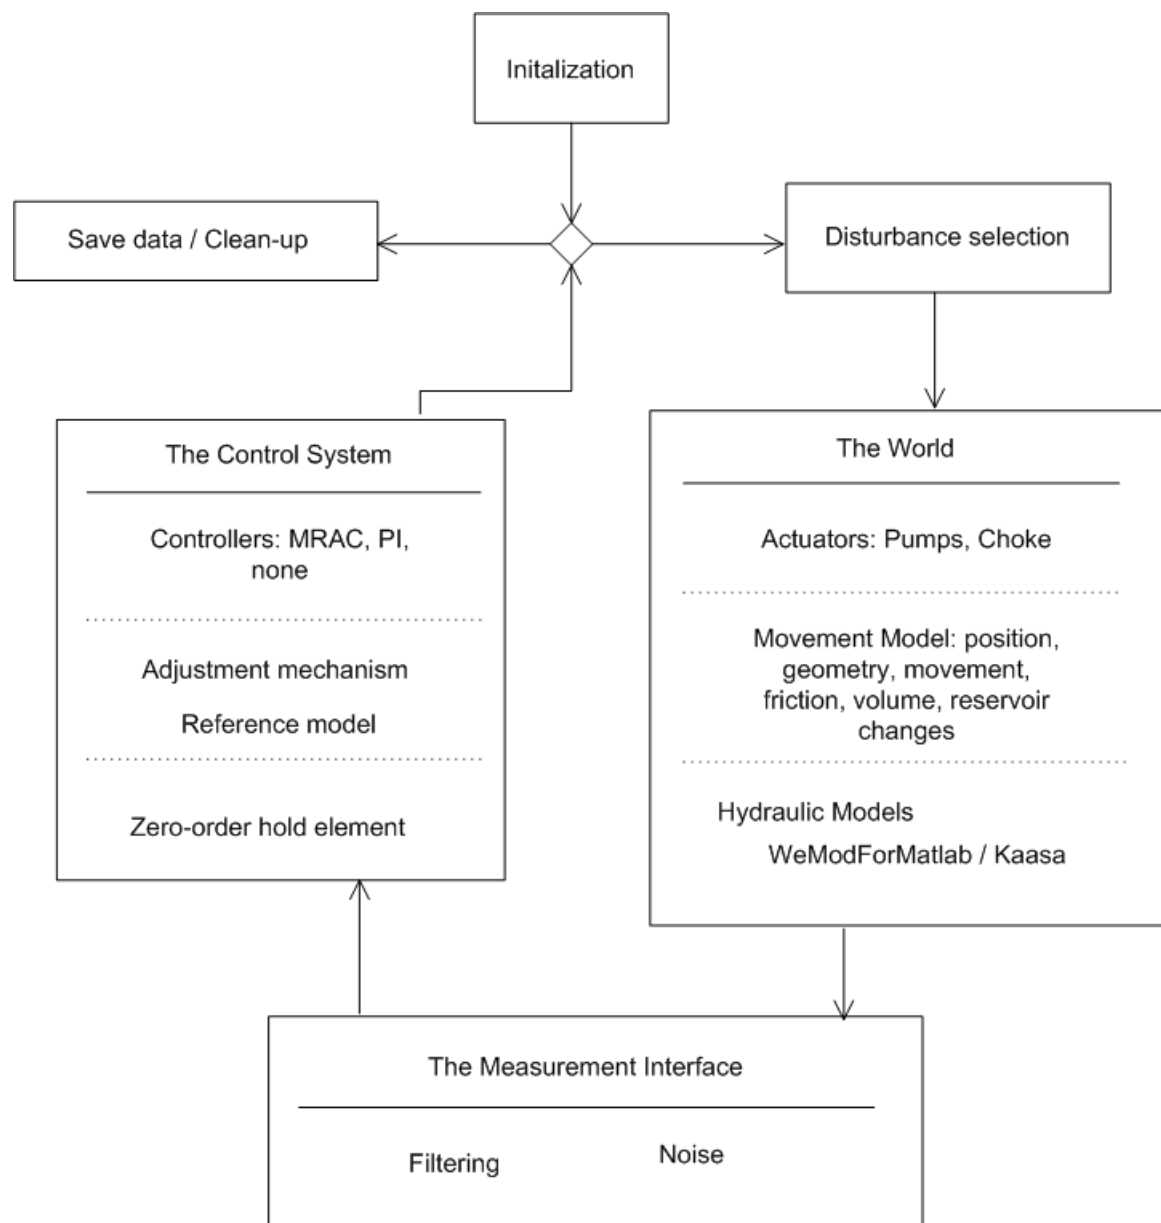 Initalization
Save data / Clean-up
Disturbance selection
The Control System
Controllers: MRAC, PI,
none
Adjustment mechanism
Reference model
Zero-order hold element
The World
Actuators: Pumps, Choke
Movement Model: position,
geometry, movement,
friction, volume, reservoir
changes
Hydraulic Models
WeModForMatlab / Kaasa
The Measurement Interface
Filtering
Noise